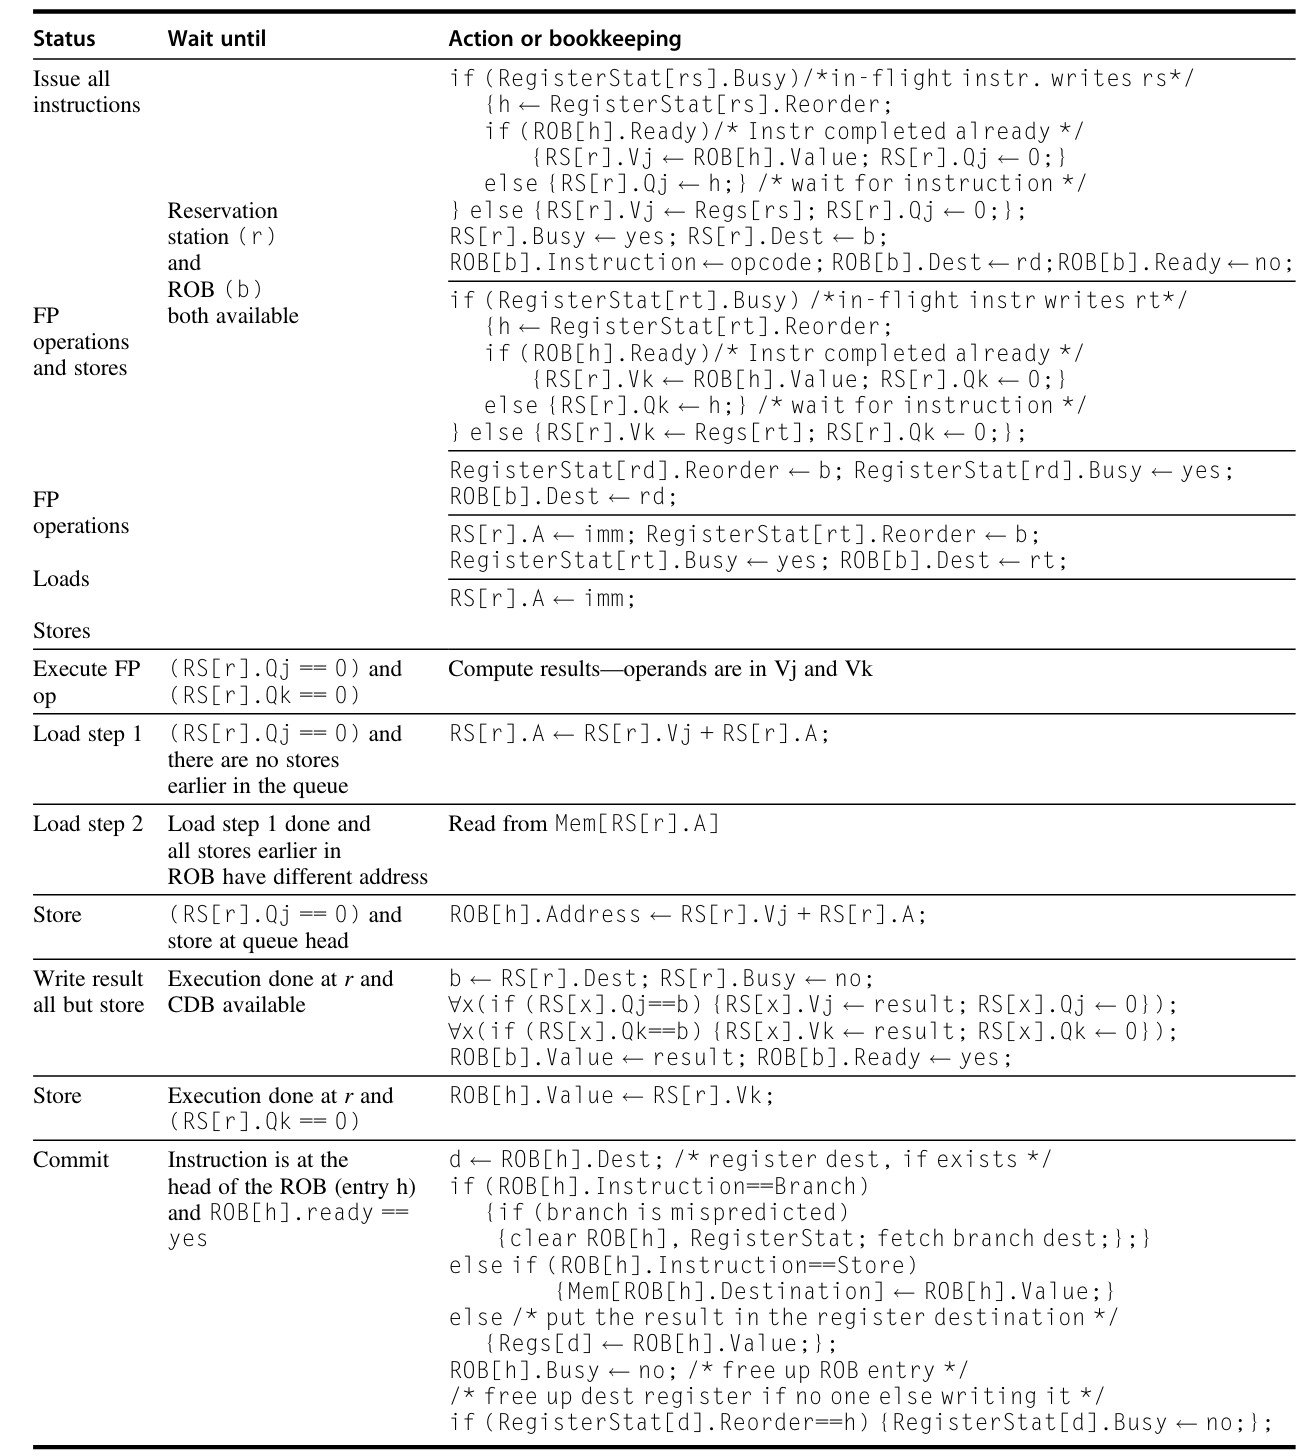 Status Wait until Action or bookkeeping
Issue all
instructions
if (RegisterStat[rs].Busy)/*in-flight instr. writes rs*/
{h ← RegisterStat[rs].Reorder;
if (ROB[h].Ready)/* Instr completed already */
{RS[r].Vj ← ROB[h].Value; RS[r].Qj ← 0;}
else {RS[r].Qj ← h;} /* wait for instruction */
} else {RS[r].Vj ← Regs[rs]; RS[r].Qj ← 0;};
RS[r].Busy ← yes; RS[r].Dest ← b;
ROB[b].Instruction ← opcode; ROB[b].Dest ← rd;ROB[b].Ready ← no;
Reservation
station (r)
and
ROB (b)
both available
FP
operations
and stores
if (RegisterStat[rt].Busy) /*in-flight instr writes rt*/
{h ← RegisterStat[rt].Reorder;
if (ROB[h].Ready)/* Instr completed already */
{RS[r].Vk ← ROB[h].Value; RS[r].Qk ← 0;}
else {RS[r].Qk ← h;} /* wait for instruction */
} else {RS[r].Vk ← Regs[rt]; RS[r].Qk ← 0;};
FP
operations
RegisterStat[rd].Reorder ← b; RegisterStat[rd].Busy ← yes;
ROB[b].Dest ← rd;
Loads
RS[r].A ← imm; RegisterStat[rt].Reorder ← b;
RegisterStat[rt].Busy ← yes; ROB[b].Dest ← rt;
Stores
RS[r].A ← imm;
Execute FP
op
(RS[r].Qj == 0) and
(RS[r].Qk == 0)
Compute results—operands are in Vj and Vk
Load step 1
(RS[r].Qj == 0) and
there are no stores
earlier in the queue
RS[r].A ← RS[r].Vj + RS[r].A;
Load step 2
Load step 1 done and
all stores earlier in
ROB have different address
Read from Mem[RS[r].A]
Store
(RS[r].Qj == 0) and
store at queue head
ROB[h].Address ← RS[r].Vj + RS[r].A;
Write result
all but store
Execution done at r and
CDB available
b ← RS[r].Dest; RS[r].Busy ← no;
∀x(if (RS[x].Qj==b) {RS[x].Vj ← result; RS[x].Qj ← 0});
∀x(if (RS[x].Qk==b) {RS[x].Vk ← result; RS[x].Qk ← 0});
ROB[b].Value ← result; ROB[b].Ready ← yes;
Store
Execution done at r and
(RS[r].Qk == 0)
ROB[h].Value ← RS[r].Vk;
Commit
Instruction is at the
head of the ROB (entry h)
and ROB[h].ready ==
yes
d ← ROB[h].Dest; /* register dest, if exists */
if (ROB[h].Instruction==Branch)
{if (branch is mispredicted)
{clear ROB[h], RegisterStat; fetch branch dest;};}
else if (ROB[h].Instruction==Store)
{Mem[ROB[h].Destination] ← ROB[h].Value;}
else /* put the result in the register destination */
{Regs[d] ← ROB[h].Value;};
ROB[h].Busy ← no; /* free up ROB entry */
/* free up dest register if no one else writing it */
if (RegisterStat[d].Reorder==h) {RegisterStat[d].Busy ← no;};